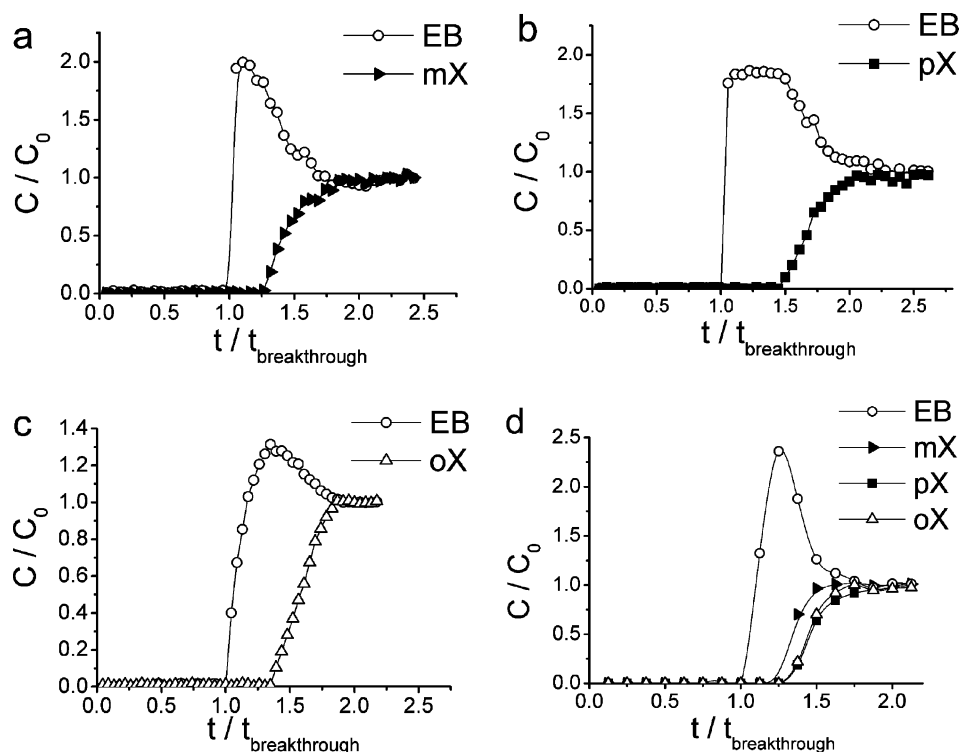 a
EB
mX
2.0
1.5
1.0
0.5
0.0
C / C0
0.0 0.5 1.0 1.5 2.0 2.5
t / tbreakthrough
b
EB
pX
2.0
1.5
1.0
0.5
0.0
C / C0
0.0 0.5 1.0 1.5 2.0 2.5
t / tbreakthrough
c
EB
oX
1.4
1.2
1.0
0.8
0.6
0.4
0.2
0.0
C / C0
0.0 0.5 1.0 1.5 2.0 2.5
t / tbreakthrough
d
EB
mX
pX
oX
2.5
2.0
1.5
1.0
0.5
0.0
C / C0
0.0 0.5 1.0 1.5 2.0
t / tbreakthrough